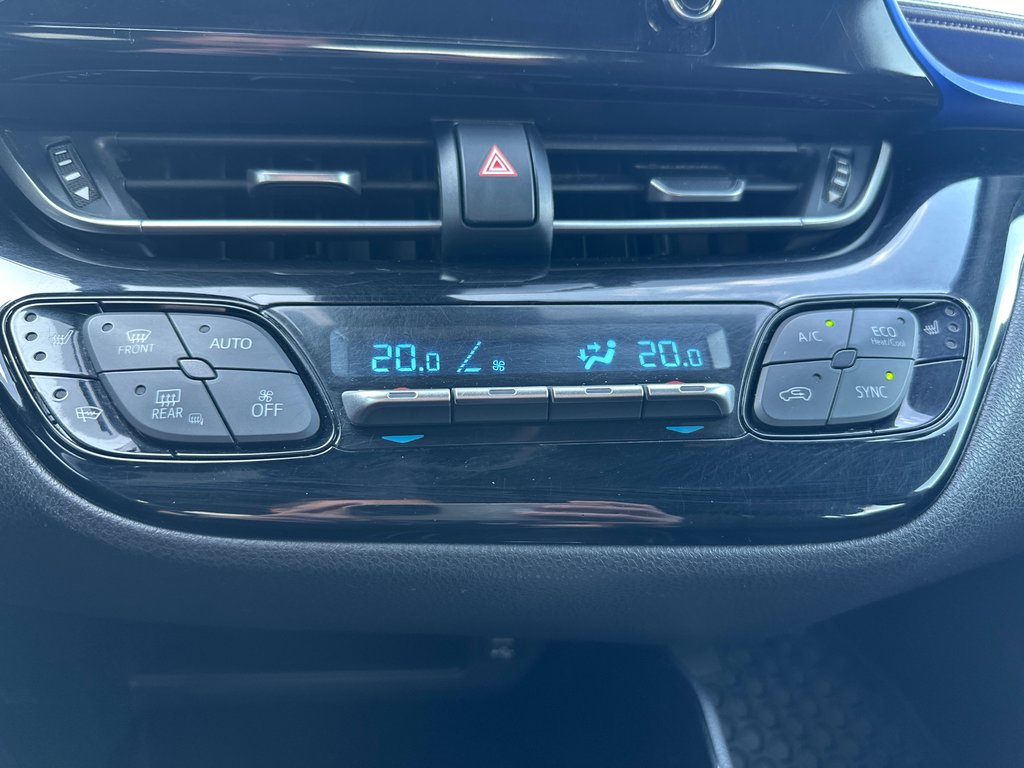 FRONT
AUTO
REAR
OFF
20.0
20.0
A/C
ECO
Heat/Cool
SYNC